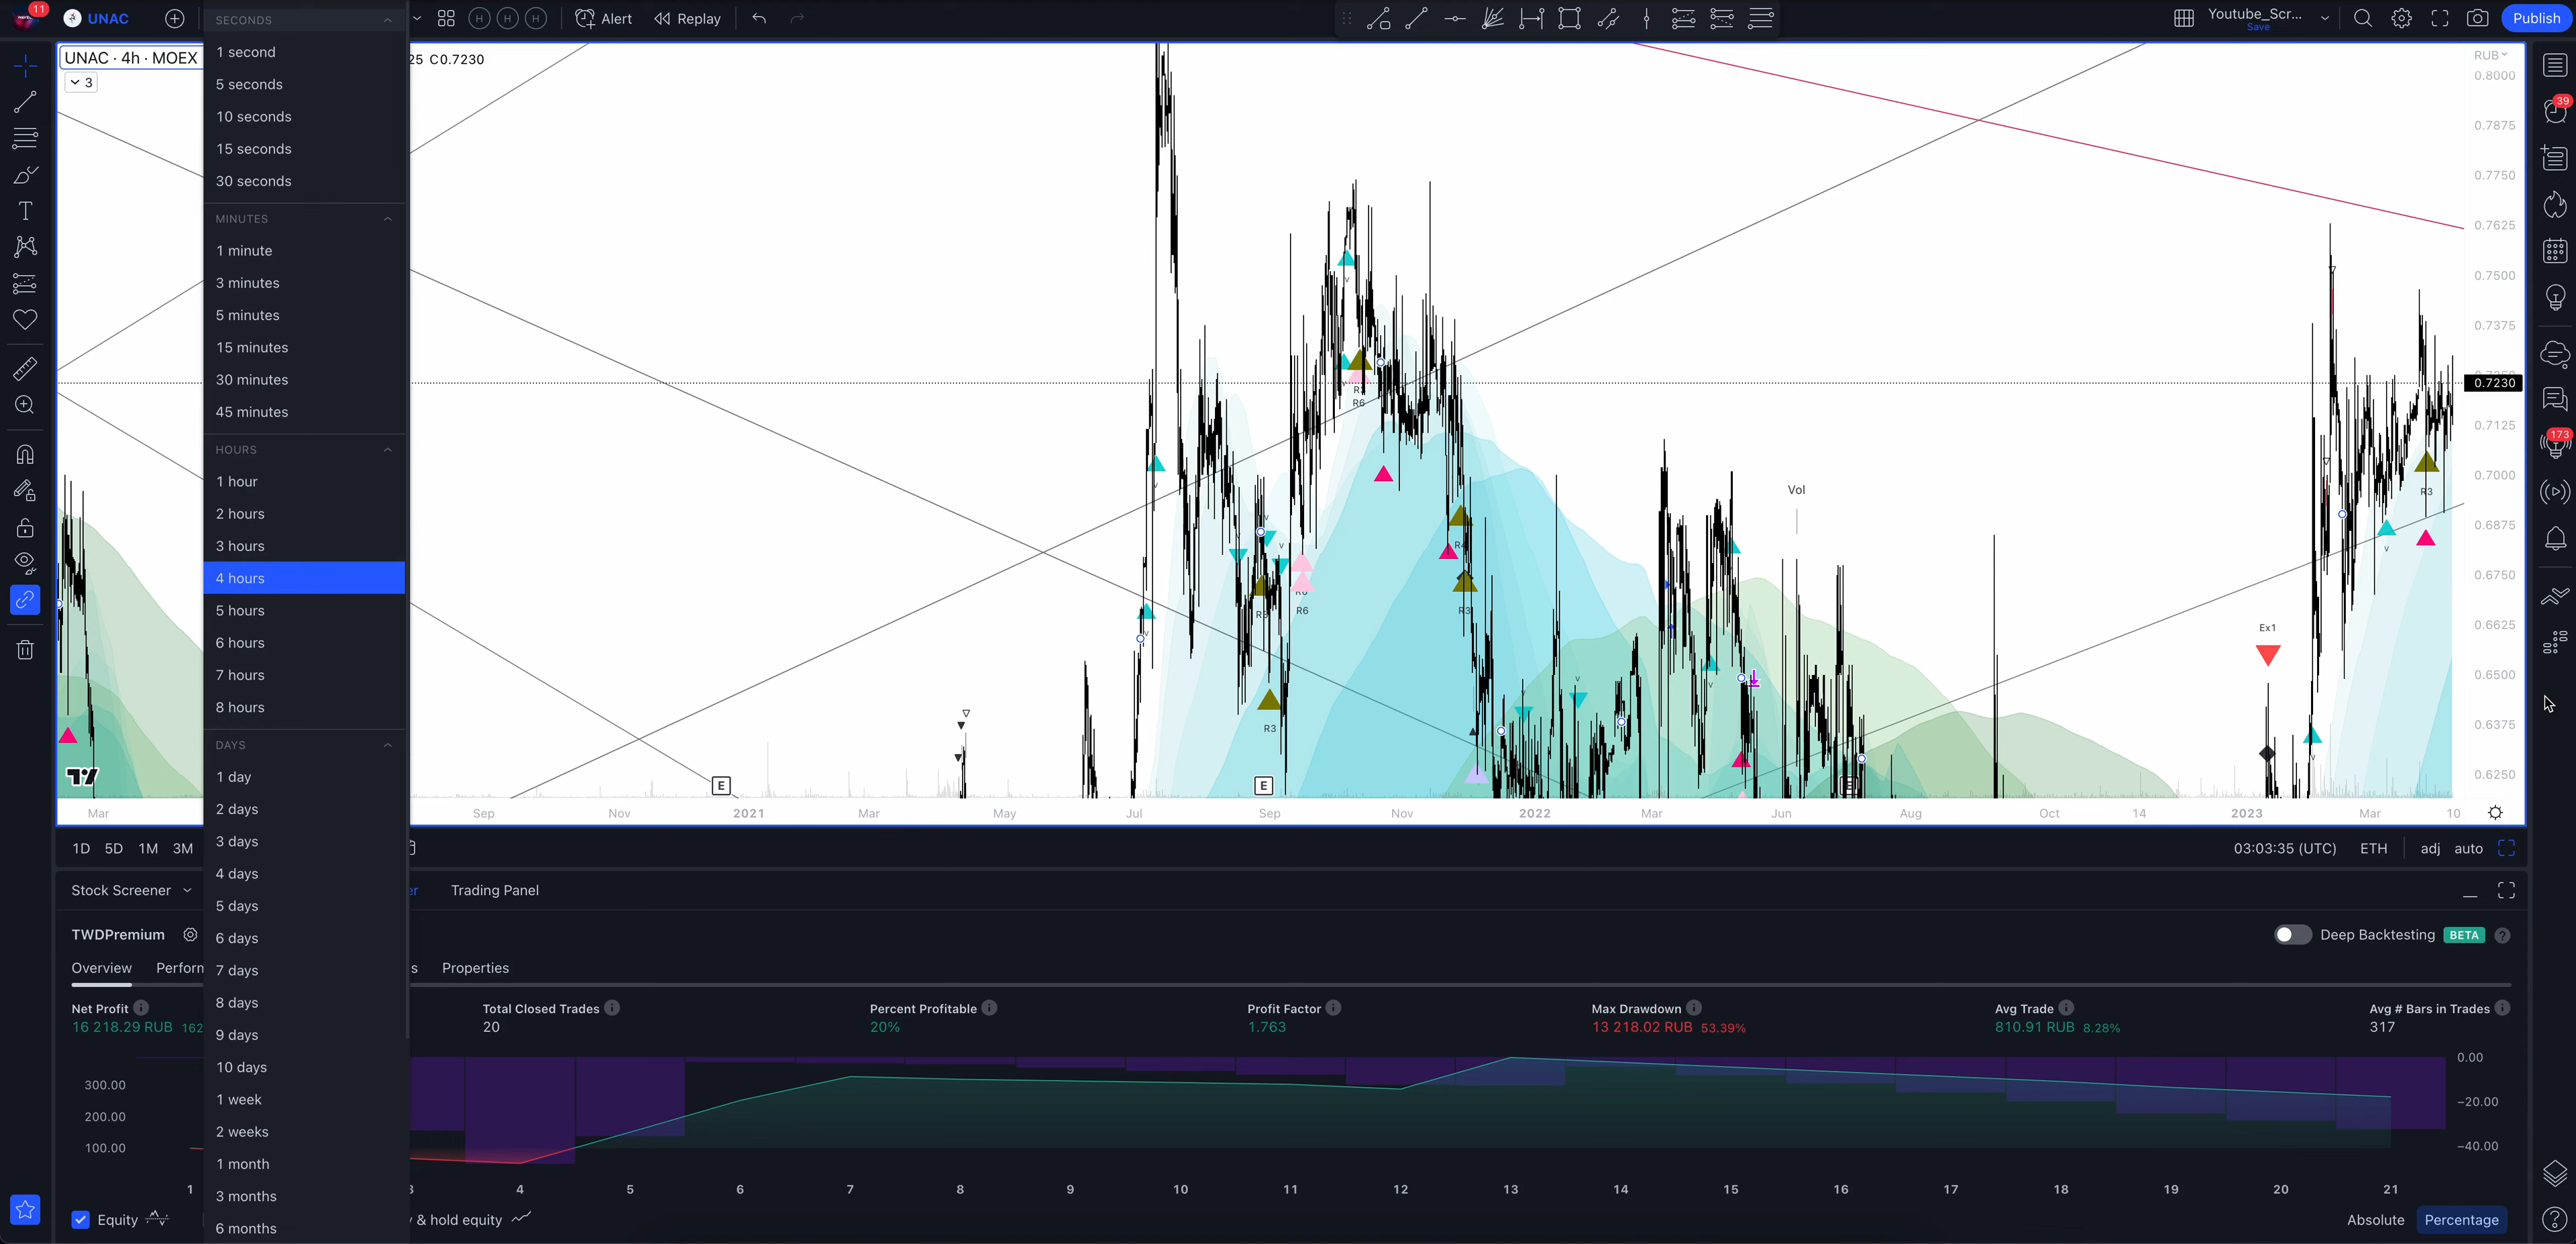 11
UNAC
Alert
Replay
Youtube_Scr...
Save
Publish
SECONDS
1 second
5 seconds
10 seconds
15 seconds
30 seconds
MINUTES
1 minute
3 minutes
5 minutes
15 minutes
30 minutes
45 minutes
HOURS
1 hour
2 hours
3 hours
4 hours
5 hours
6 hours
7 hours
8 hours
DAYS
1 day
2 days
3 days
4 days
5 days
6 days
7 days
8 days
9 days
10 days
1 week
2 weeks
1 month
3 months
6 months
UNAC · 4h · MOEX
25 C0.7230
3
H
H
H
RUB
0.8000
0.7875
0.7750
0.7625
0.7500
0.7375
0.7230
0.7125
0.7000
0.6875
0.6750
0.6625
0.6500
0.6375
0.6250
39
173
Vol
Ex1
R6
R6
R3
R3
R3
E
E
Mar
Sep
Nov
2021
Mar
May
Jul
Sep
Nov
2022
Mar
Jun
Aug
Oct
14
2023
Mar
10
1D 5D 1M 3M
03:03:35 (UTC)
ETH
adj
auto
Stock Screener
er
Trading Panel
TWDPremium
Deep Backtesting
BETA
Overview
Perforn
s
Properties
Net Profit
16 218.29 RUB 162
Total Closed Trades
20
Percent Profitable
20%
Profit Factor
1.763
Max Drawdown
13 218.02 RUB 53.39%
Avg Trade
810.91 RUB 8.28%
Avg # Bars in Trades
317
300.00
200.00
100.00
0.00
−20.00
−40.00
1
3
4
5
6
7
8
9
10
11
12
13
14
15
16
17
18
19
20
21
Equity
& hold equity
Absolute
Percentage